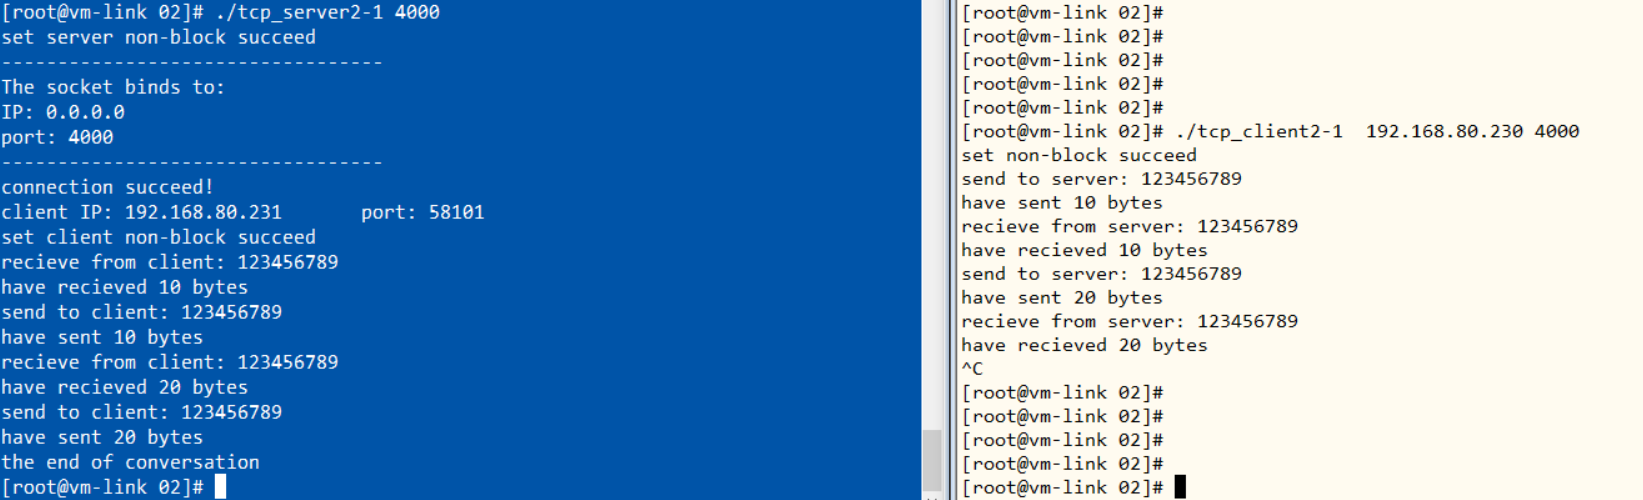 [root@vm-link 02]# ./tcp_server2-1 4000
set server non-block succeed
----------------------------------
The socket binds to:
IP: 0.0.0.0
port: 4000
----------------------------------
connection succeed!
client IP: 192.168.80.231       port: 58101
set client non-block succeed
recieve from client: 123456789
have recieved 10 bytes
send to client: 123456789
have sent 10 bytes
recieve from client: 123456789
have recieved 20 bytes
send to client: 123456789
have sent 20 bytes
the end of conversation
[root@vm-link 02]#
[root@vm-link 02]#
[root@vm-link 02]#
[root@vm-link 02]#
[root@vm-link 02]#
[root@vm-link 02]#
[root@vm-link 02]# ./tcp_client2-1  192.168.80.230 4000
set non-block succeed
send to server: 123456789
have sent 10 bytes
recieve from server: 123456789
have recieved 10 bytes
send to server: 123456789
have sent 20 bytes
recieve from server: 123456789
have recieved 20 bytes
^C
[root@vm-link 02]#
[root@vm-link 02]#
[root@vm-link 02]#
[root@vm-link 02]#
[root@vm-link 02]#